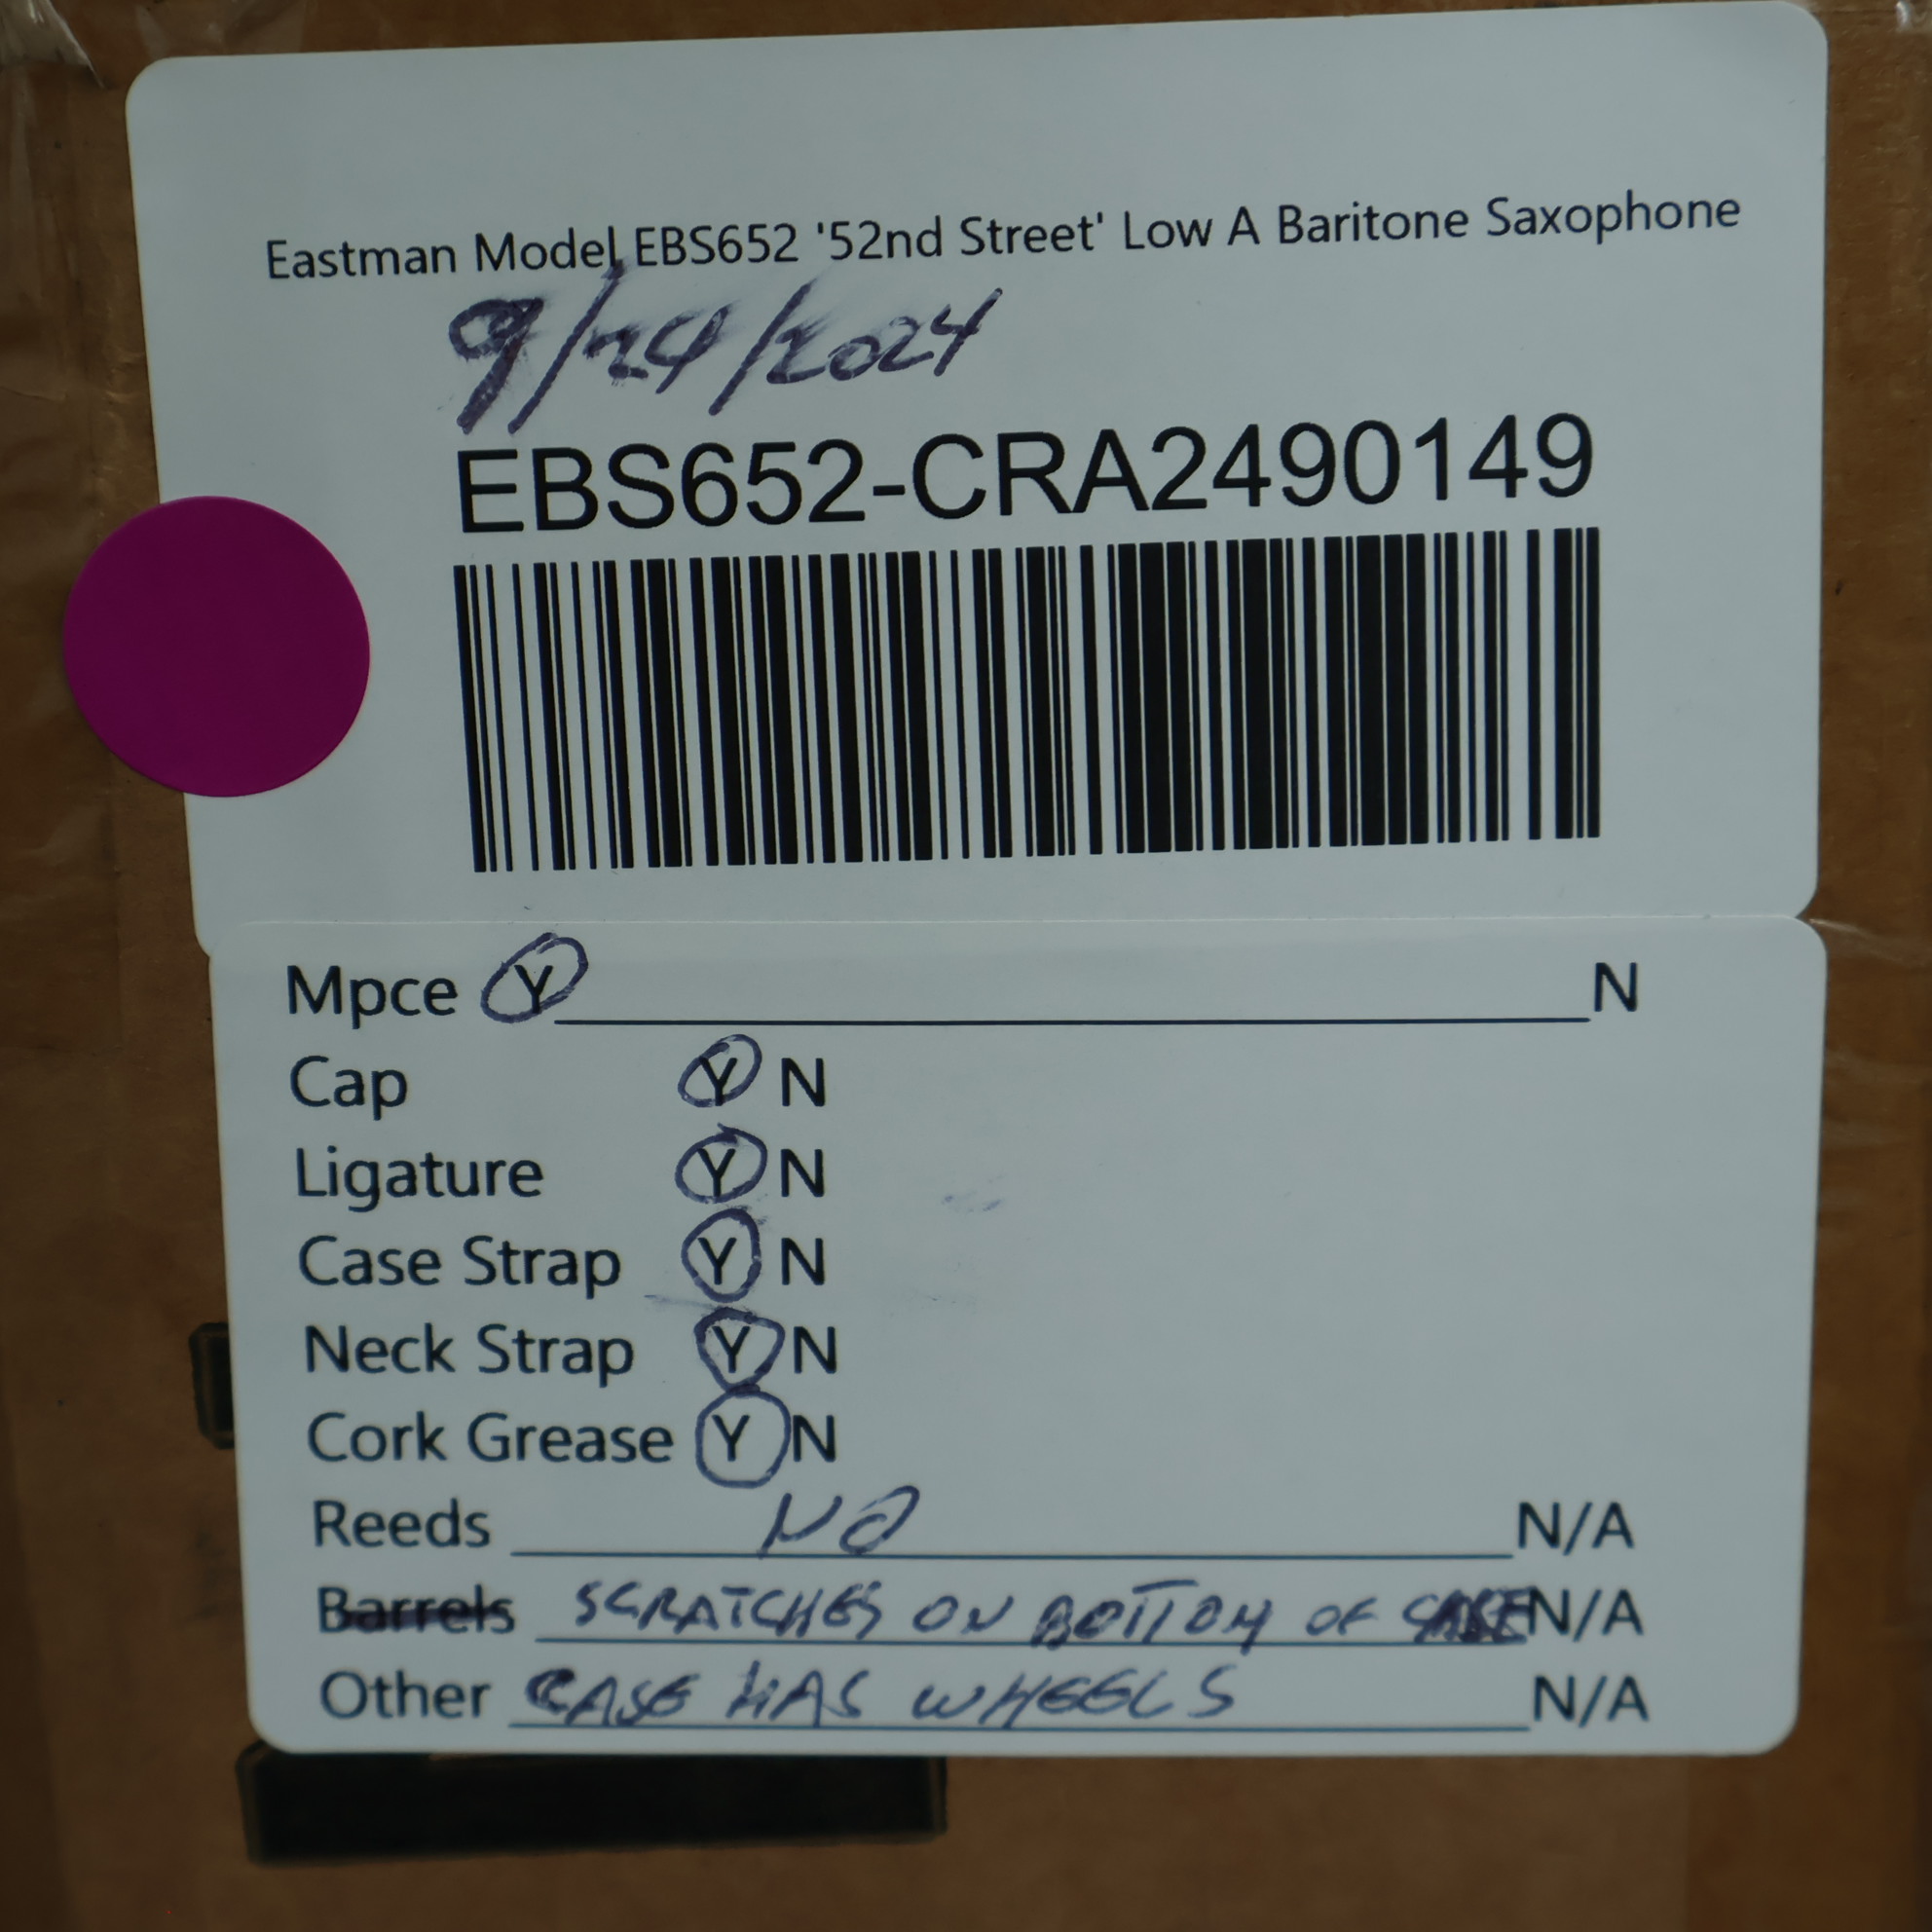 Eastman Model EBS652 '52nd Street' Low A Baritone Saxophone
9/24/2024
EBS652-CRA2490149
Mpce Y N
Cap Y N
Ligature Y N
Case Strap Y N
Neck Strap Y N
Cork Grease Y N
Reeds NO N/A
Barrels SCRATCHES ON BOTTOM OF CASE N/A
Other CASE HAS WHEELS N/A